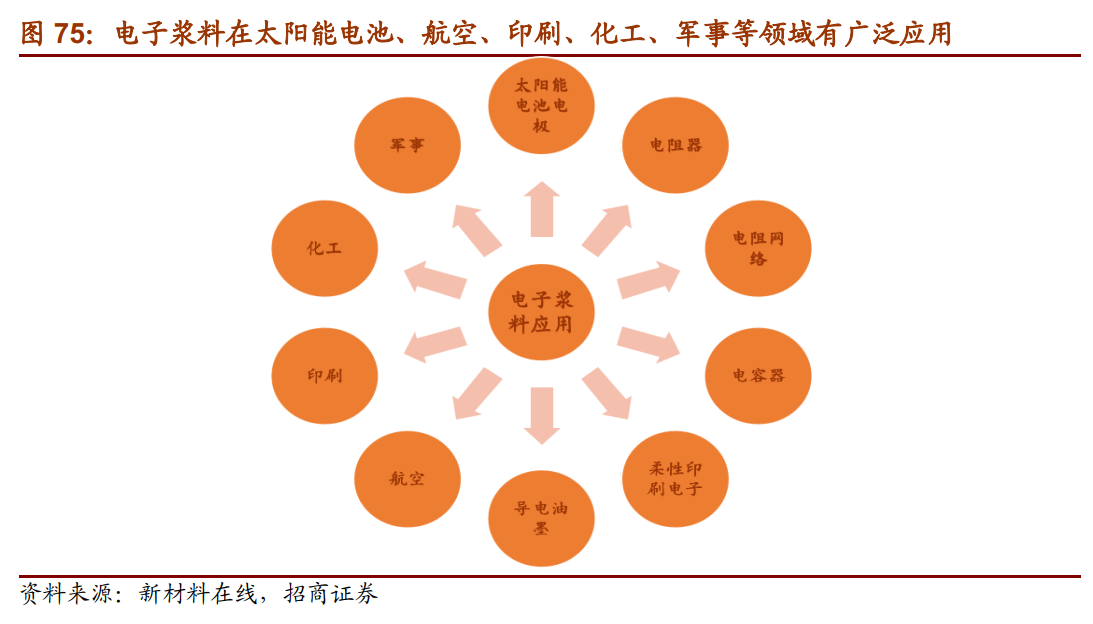 图 75：电子浆料在太阳能电池、航空、印刷、化工、军事等领域有广泛应用
太阳能
电池电
极
电阻器
电阻网
络
电容器
柔性印
刷电子
导电油
墨
航空
印刷
化工
军事
电子浆
料应用
资料来源：新材料在线，招商证券